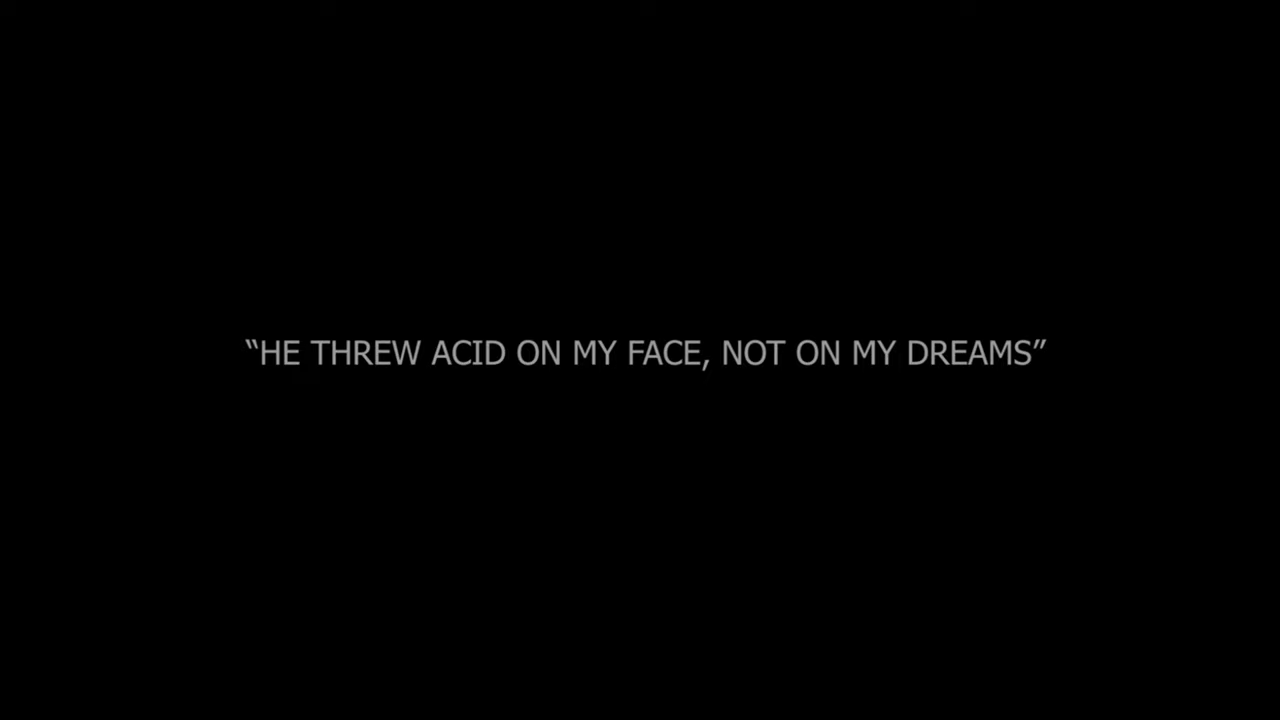 “HE THREW ACID ON MY FACE, NOT ON MY DREAMS”